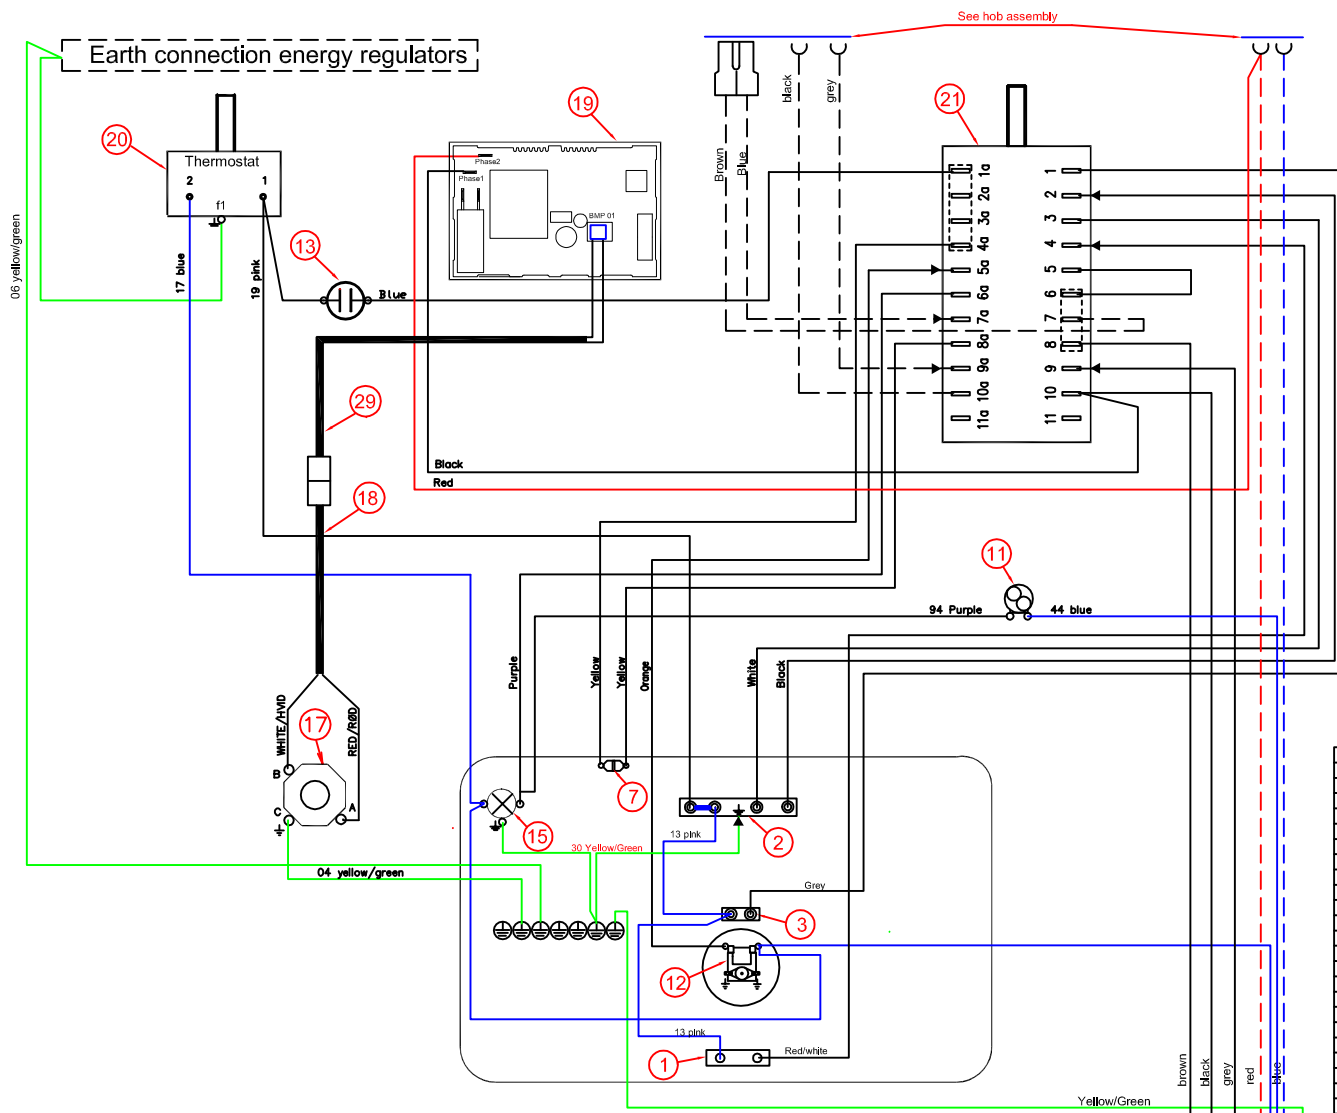 See hob assembly
Earth connection energy regulators
20
19
21
Thermostat
2
1
f1
Phase2
Phase1
BMP 01
black
grey
Brown
Blue
1a
2a
3a
4a
5a
6a
7a
8a
9a
10a
11a
1
2
3
4
5
6
7
8
9
10
11
06 yellow/green
17 blue
19 pink
13
Blue
29
Black
Red
18
11
94 Purple
44 blue
Purple
Yellow
Yellow
Orange
White
Black
WHITE/HVID
RED/RØD
17
B
C
A
7
15
2
13 pink
30 Yellow/Green
04 yellow/green
Grey
3
12
13 pink
1
Red/white
brown
black
grey
red
blue
Yellow/Green